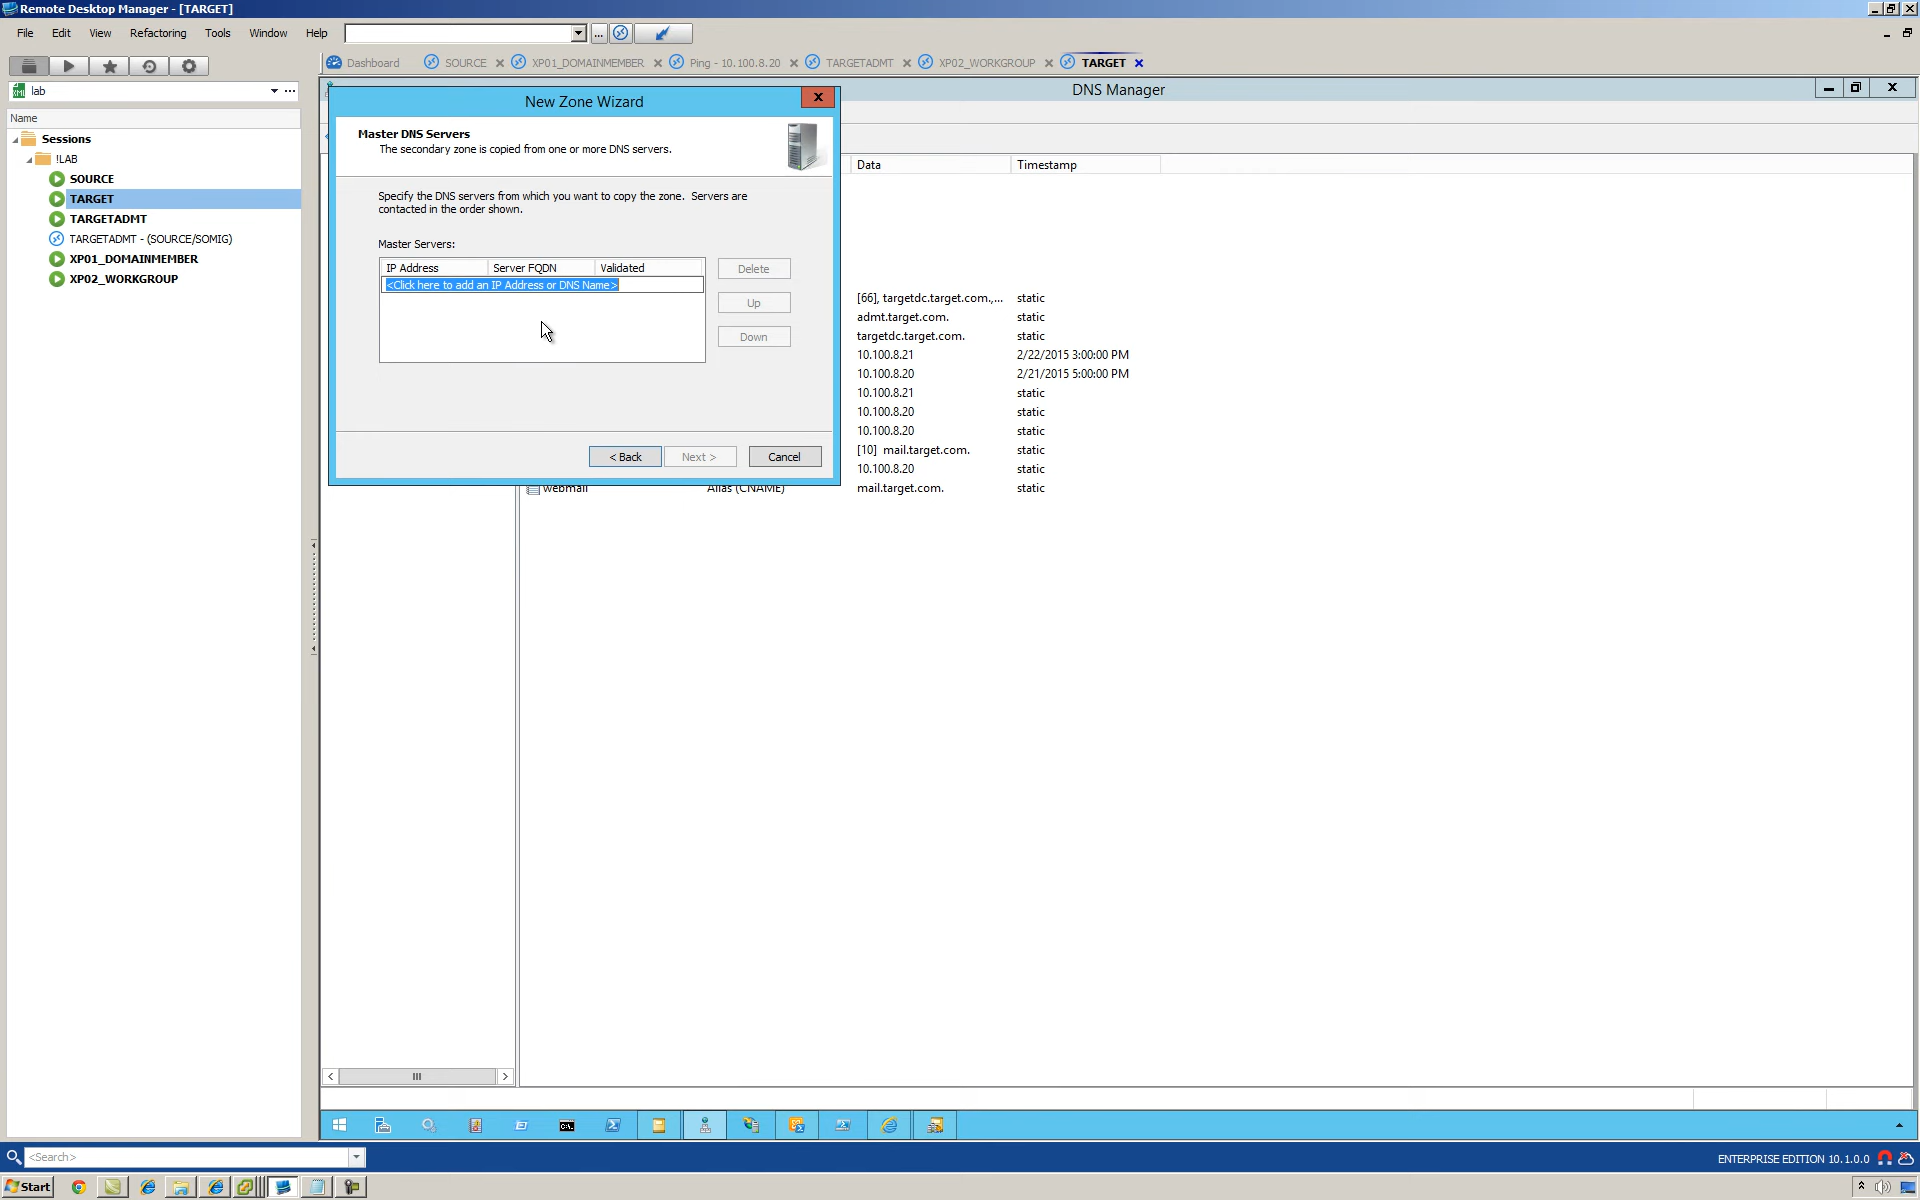 Remote Desktop Manager - [TARGET]
File Edit View Refactoring Tools Window Help
...
Dashboard SOURCE XP01_DOMAINMEMBER Ping - 10.100.8.20 TARGETADMT XP02_WORKGROUP TARGET
lab
...
Name
Sessions
!LAB
SOURCE
TARGET
TARGETADMT
TARGETADMT - (SOURCE/SOMIG)
XP01_DOMAINMEMBER
XP02_WORKGROUP
DNS Manager
New Zone Wizard
Master DNS Servers
The secondary zone is copied from one or more DNS servers.
Specify the DNS servers from which you want to copy the zone. Servers are
contacted in the order shown.
Master Servers:
IP Address Server FQDN Validated
<Click here to add an IP Address or DNS Name>
Delete
Up
Down
< Back Next > Cancel
Data Timestamp
[66], targetdc.target.com.,... static
admt.target.com. static
targetdc.target.com. static
10.100.8.21 2/22/2015 3:00:00 PM
10.100.8.20 2/21/2015 5:00:00 PM
10.100.8.21 static
10.100.8.20 static
10.100.8.20 static
[10] mail.target.com. static
10.100.8.20 static
webmail Alias (CNAME) mail.target.com. static
<Search>
ENTERPRISE EDITION 10.1.0.0
Start